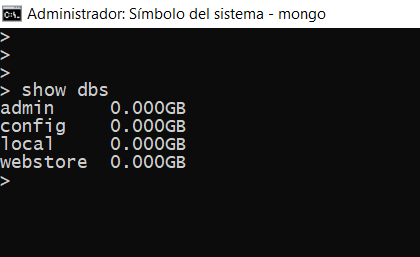 Administrador: Símbolo del sistema - mongo
>
>
>
> show dbs
admin     0.000GB
config    0.000GB
local     0.000GB
webstore  0.000GB
>